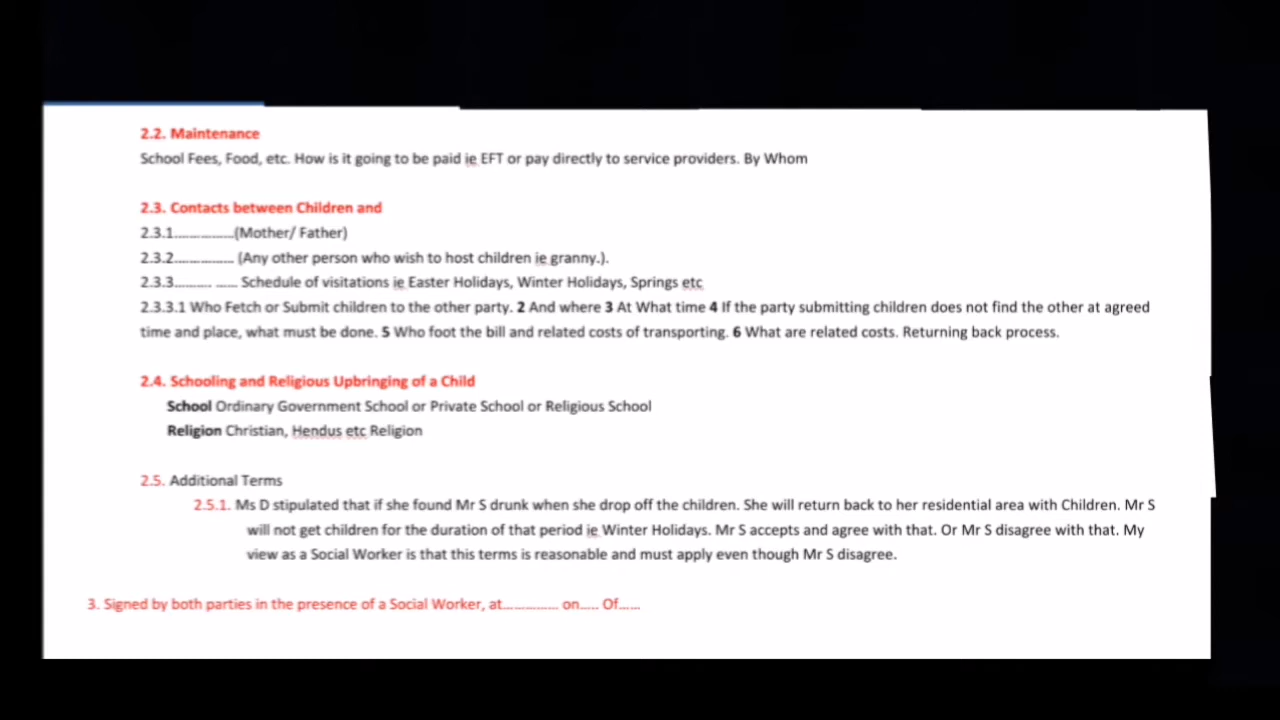 2.2. Maintenance
School Fees, Food, etc. How is it going to be paid ie EFT or pay directly to service providers. By Whom
2.3. Contacts between Children and
2.3.1................(Mother/ Father)
2.3.2................ (Any other person who wish to host children ie granny.).
2.3.3.......... ...... Schedule of visitations ie Easter Holidays, Winter Holidays, Springs etc
2.3.3.1 Who Fetch or Submit children to the other party. 2 And where 3 At What time 4 If the party submitting children does not find the other at agreed
time and place, what must be done. 5 Who foot the bill and related costs of transporting. 6 What are related costs. Returning back process.
2.4. Schooling and Religious Upbringing of a Child
School Ordinary Government School or Private School or Religious School
Religion Christian, Hendus etc Religion
2.5. Additional Terms
2.5.1. Ms D stipulated that if she found Mr S drunk when she drop off the children. She will return back to her residential area with Children. Mr S
will not get children for the duration of that period ie Winter Holidays. Mr S accepts and agree with that. Or Mr S disagree with that. My
view as a Social Worker is that this terms is reasonable and must apply even though Mr S disagree.
3. Signed by both parties in the presence of a Social Worker, at............... on..... Of......